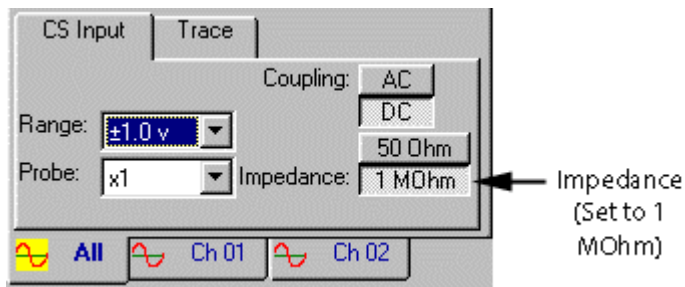 CS Input Trace
Coupling: AC
DC
Range: ±1.0 v
50 Ohm
Probe: x1 Impedance: 1 MOhm
Impedance
(Set to 1
MOhm)
All Ch 01 Ch 02